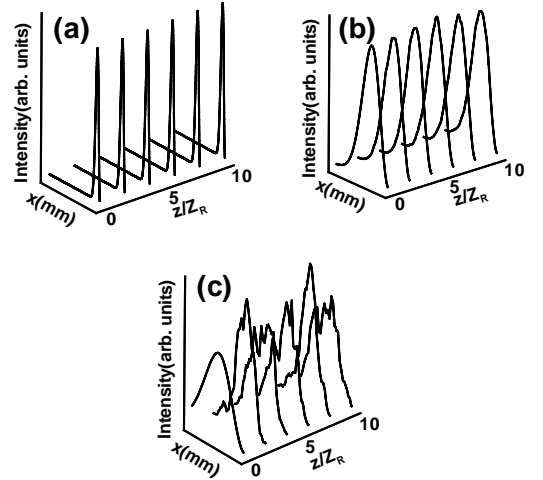 (a)
Intensity(arb. units)
x(mm)
0
5
10
z/Z_R
(b)
Intensity(arb. units)
x(mm)
0
5
10
z/Z_R
(c)
Intensity(arb. units)
x(mm)
0
5
10
z/Z_R